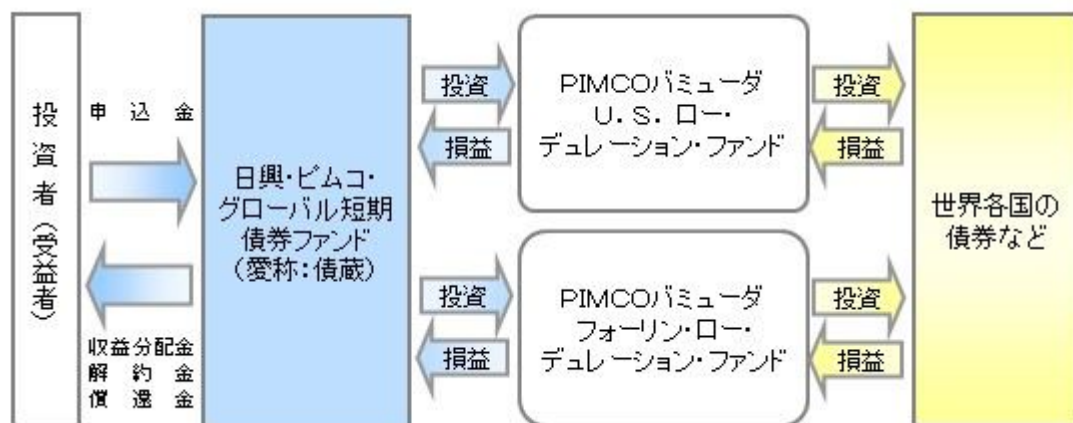 投資者(受益者)
申込金
収益分配金
解約金
償還金
日興・ピムコ・
グローバル短期
債券ファンド
(愛称:債蔵)
投資
損益
PIMCOバミューダ
U.S.ロー・
デュレーション・ファンド
投資
損益
投資
損益
PIMCOバミューダ
フォーリン・ロー・
デュレーション・ファンド
投資
損益
世界各国の
債券など